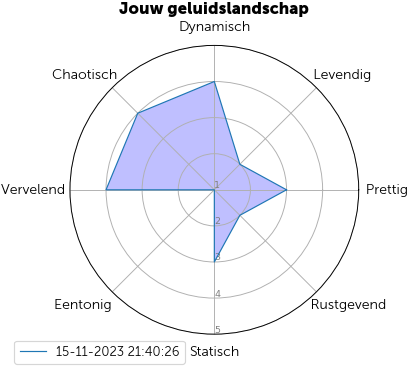 Jouw geluidslandschap
Dynamisch
Chaotisch
Levendig
Vervelend
1
Prettig
2
3
Eentonig
4
Rustgevend
5
15-11-2023 21:40:26
Statisch